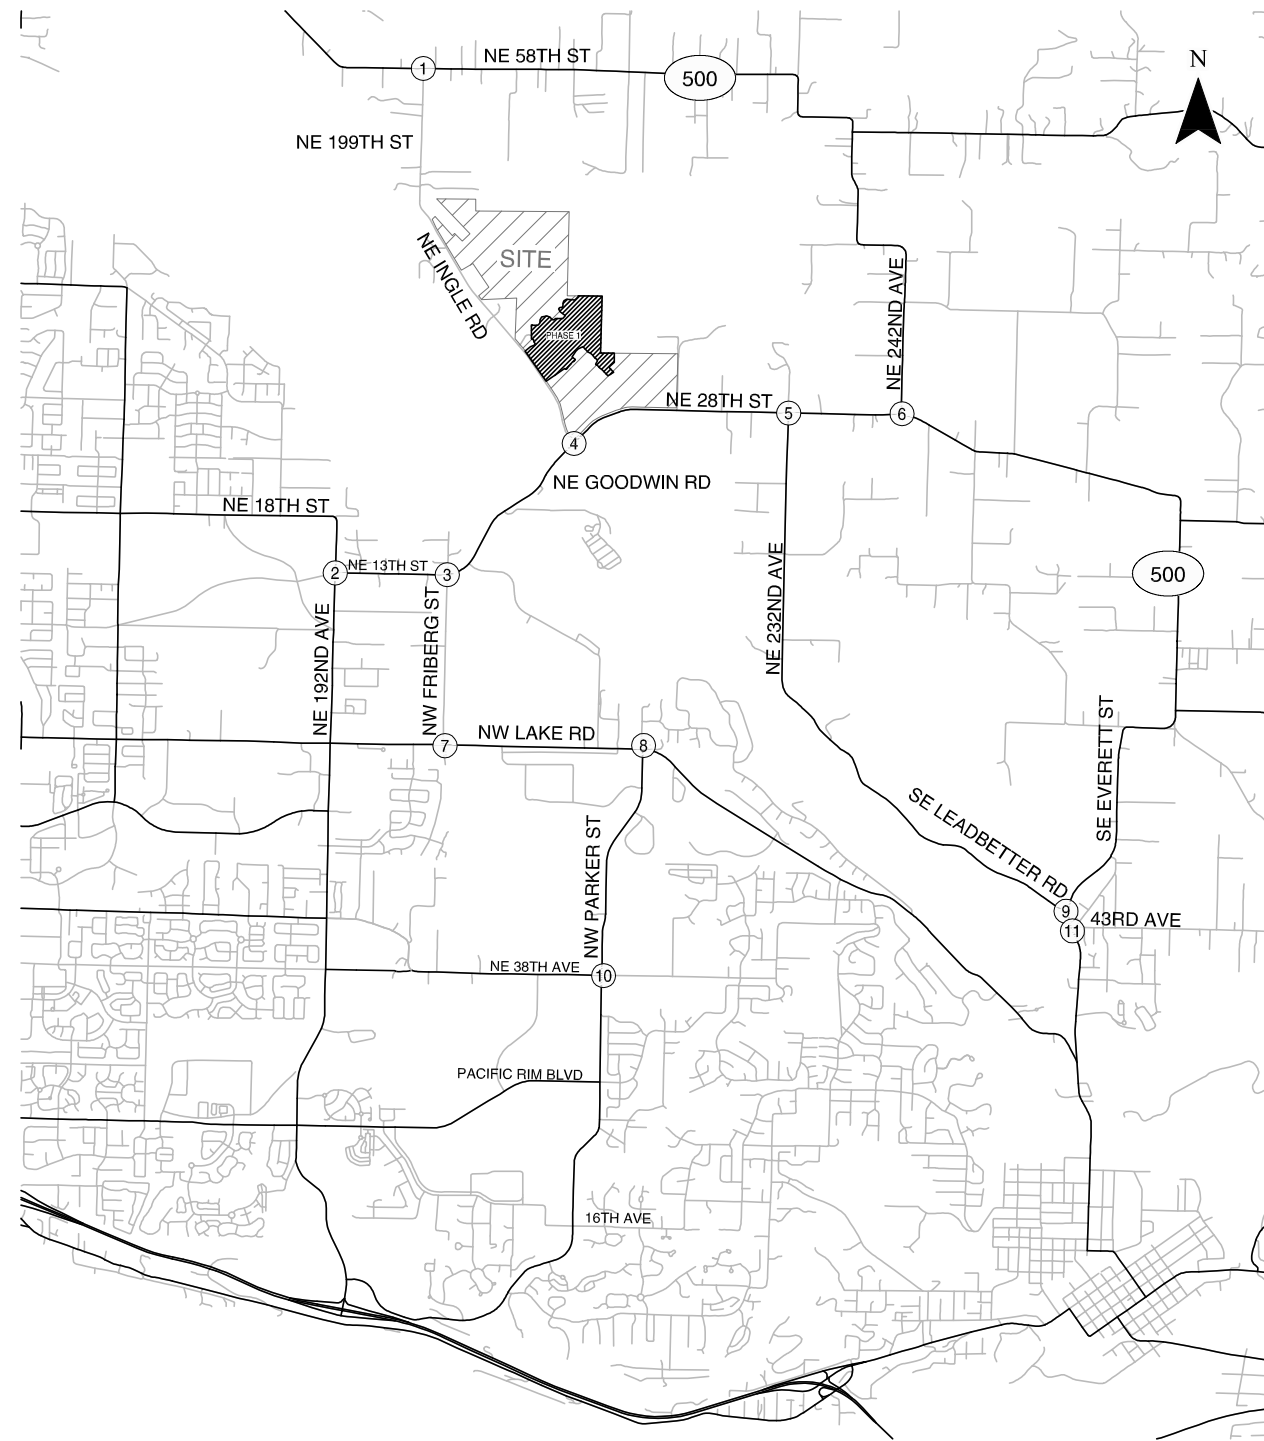 NE 58TH ST
N
1
500
NE 199TH ST
NE INGLE RD
SITE
NE 242ND AVE
PHASE 1
NE 28TH ST
5
6
4
NE GOODWIN RD
NE 18TH ST
2
NE 13TH ST
3
500
NE 232ND AVE
NE 192ND AVE
NW FRIBERG ST
SE EVERETT ST
NW LAKE RD
7
8
SE LEADBETTER RD
NW PARKER ST
9
43RD AVE
11
NE 38TH AVE
10
PACIFIC RIM BLVD
16TH AVE